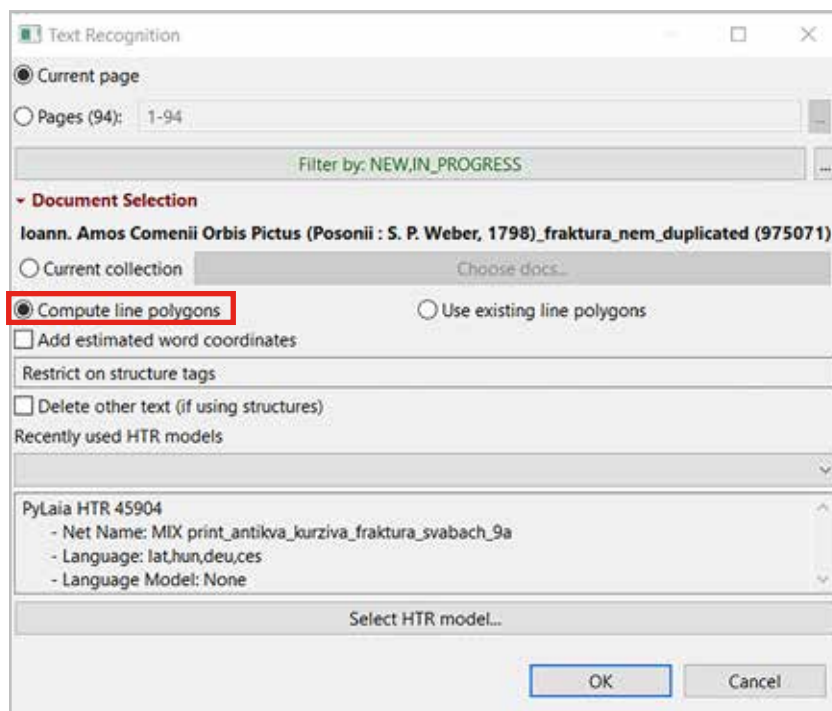 Text Recognition
Current page
Pages (94): 1-94 ...
Filter by: NEW,IN_PROGRESS ...
Document Selection
Ioann. Amos Comenii Orbis Pictus (Posonii : S. P. Weber, 1798)_fraktura_nem_duplicated (975071)
Current collection Choose docs...
Compute line polygons Use existing line polygons
Add estimated word coordinates
Restrict on structure tags
Delete other text (if using structures)
Recently used HTR models
PyLaia HTR 45904
- Net Name: MIX print_antikva_kurziva_fraktura_svabach_9a
- Language: lat,hun,deu,ces
- Language Model: None
Select HTR model...
OK Cancel